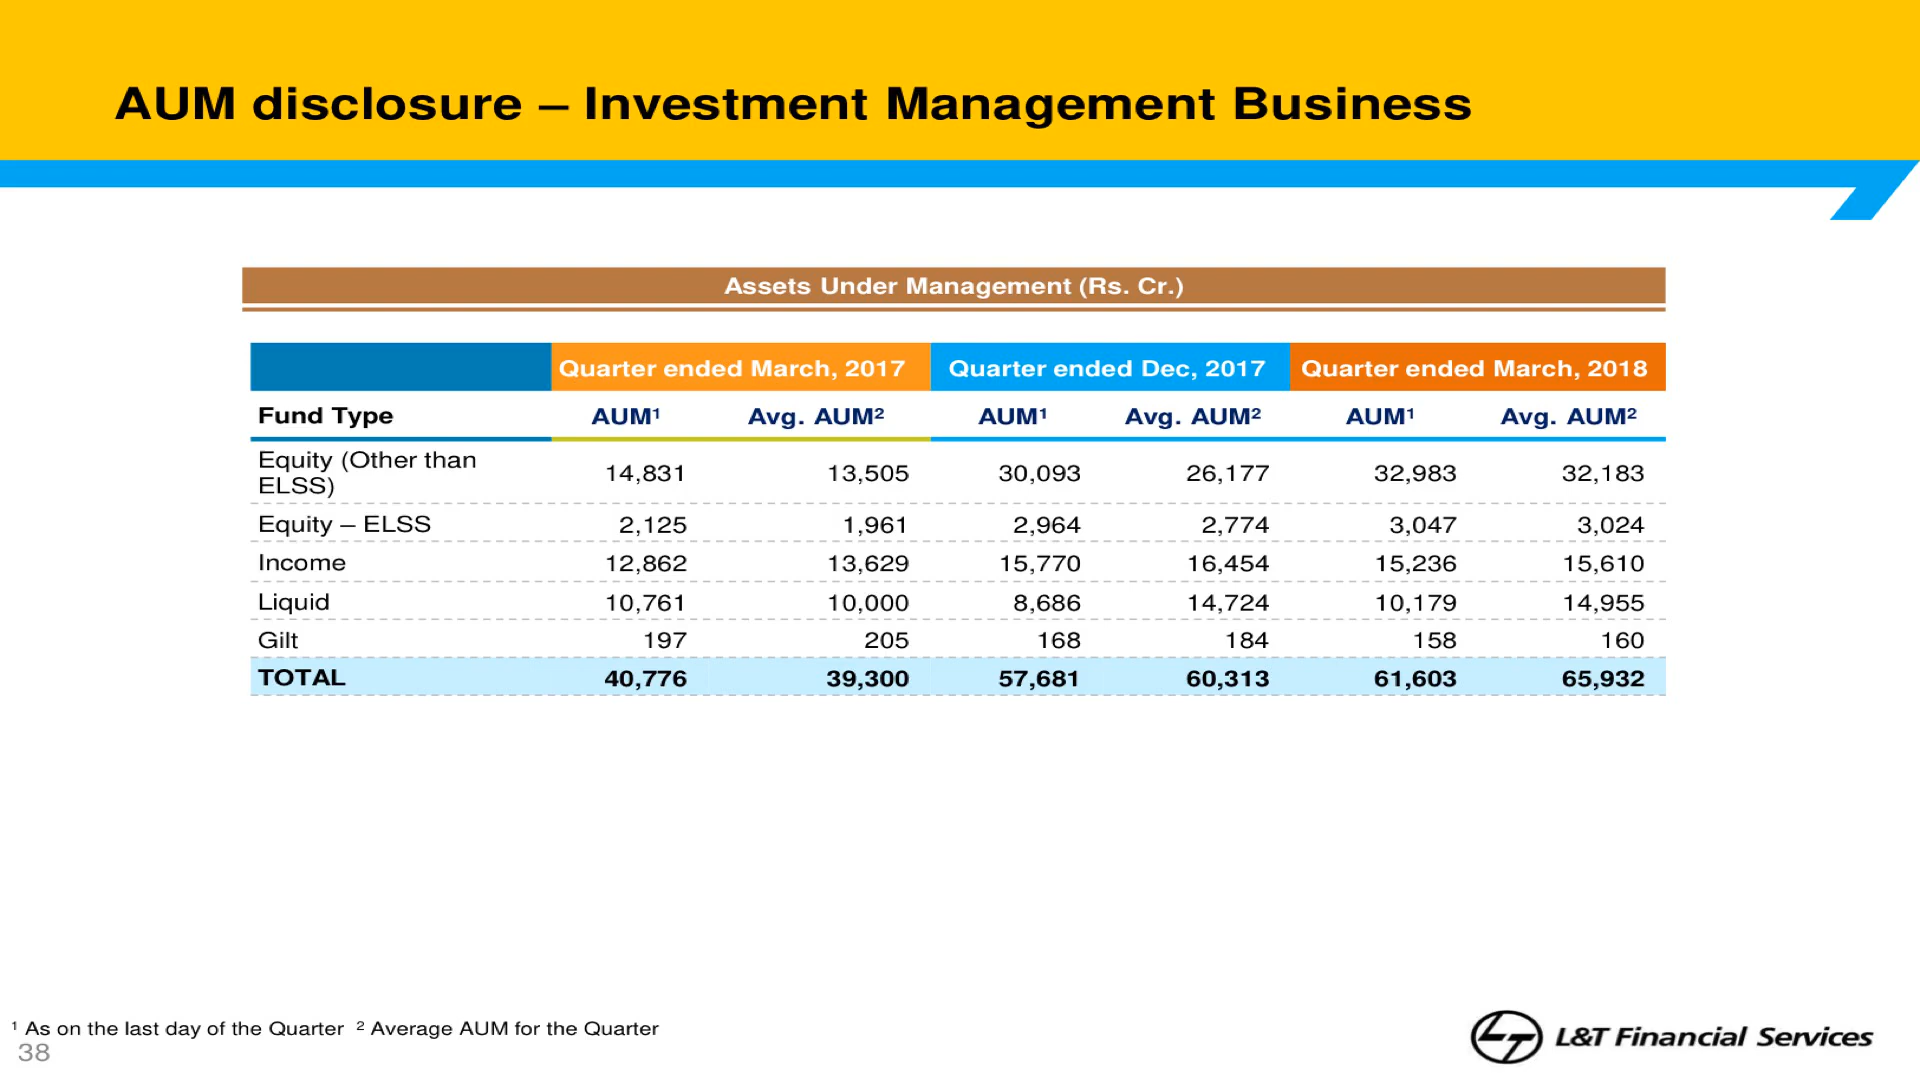 AUM disclosure – Investment Management Business
Assets Under Management (Rs. Cr.)
Quarter ended March, 2017 Quarter ended Dec, 2017 Quarter ended March, 2018
Fund Type AUM¹ Avg. AUM² AUM¹ Avg. AUM² AUM¹ Avg. AUM²
Equity (Other than
ELSS) 14,831 13,505 30,093 26,177 32,983 32,183
Equity – ELSS 2,125 1,961 2,964 2,774 3,047 3,024
Income 12,862 13,629 15,770 16,454 15,236 15,610
Liquid 10,761 10,000 8,686 14,724 10,179 14,955
Gilt 197 205 168 184 158 160
TOTAL 40,776 39,300 57,681 60,313 61,603 65,932
¹ As on the last day of the Quarter ² Average AUM for the Quarter
38
LT L&T Financial Services